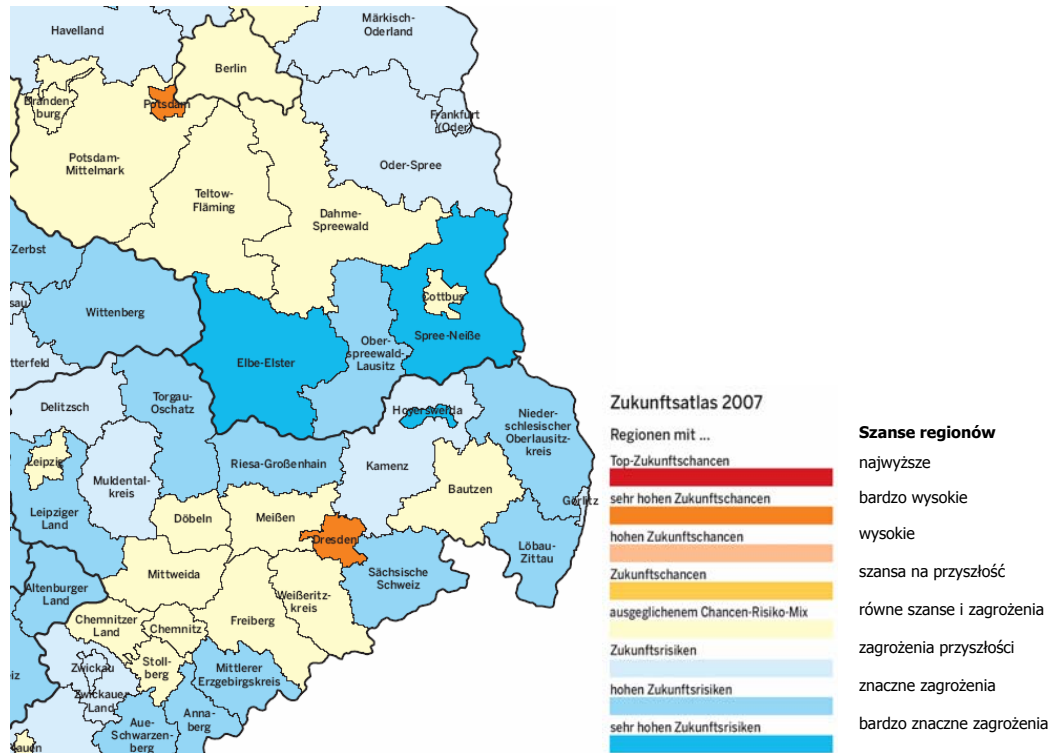 Havelland
Märkisch-
Oderland
Berlin
Branden-
burg
Potsdam
Frankfurt
(Oder)
Potsdam-
Mittelmark
Oder-Spree
Teltow-
Fläming
Dahme-
Spreewald
-Zerbst
Cottbus
Wittenberg
Spree-Neiße
Ober-
spreewald-
Lausitz
Elbe-Elster
tterfeld
Delitzsch
Torgau-
Oschatz
Hoyerswerda
Nieder-
schlesischer
Oberlausitz-
kreis
Leipzig
Riesa-Großenhain
Kamenz
Muldental-
kreis
Bautzen
Görlitz
Leipziger
Land
Döbeln
Meißen
Dresden
Löbau-
Zittau
Mittweida
Sächsische
Schweiz
Altenburger
Land
Weißeritz-
kreis
Chemnitzer
Land
Chemnitz
Freiberg
Zwickau
Stoll-
berg
Mittlerer
Erzgebirgskreis
Zwickauer
Land
Anna-
berg
Aue-
Schwarzen-
berg
Zukunftsatlas 2007
Regionen mit ...
Szanse regionów
Top-Zukunftschancen
najwyższe
sehr hohen Zukunftschancen
bardzo wysokie
hohen Zukunftschancen
wysokie
Zukunftschancen
szansa na przyszłość
ausgeglichenem Chancen-Risiko-Mix
równe szanse i zagrożenia
Zukunftsrisiken
zagrożenia przyszłości
hohen Zukunftsrisiken
znaczne zagrożenia
sehr hohen Zukunftsrisiken
bardzo znaczne zagrożenia